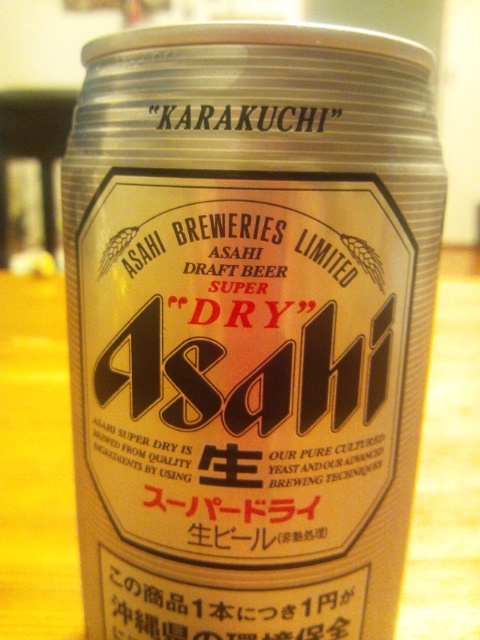 "KARAKUCHI"
ASAHI BREWERIES LIMITED
ASAHI
DRAFT BEER
SUPER
"DRY"
Asahi
ASAHI SUPER DRY IS
BREWED FROM QUALITY
INGREDIENTS BY USING
生
OUR PURE CULTURED
YEAST AND OUR ADVANCED
BREWING TECHNIQUES
スーパードライ
生ビール(非熱処理)
この商品1本につき1円が
沖縄県の環境保全